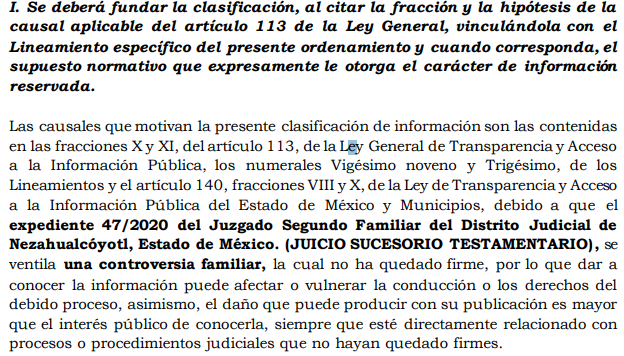 I. Se deberá fundar la clasificación, al citar la fracción y la hipótesis de la
causal aplicable del artículo 113 de la Ley General, vinculándola con el
Lineamiento específico del presente ordenamiento y cuando corresponda, el
supuesto normativo que expresamente le otorga el carácter de información
reservada.
Las causales que motivan la presente clasificación de información son las contenidas
en las fracciones X y XI, del artículo 113, de la Ley General de Transparencia y Acceso
a la Información Pública, los numerales Vigésimo noveno y Trigésimo, de los
Lineamientos y el artículo 140, fracciones VIII y X, de la Ley de Transparencia y Acceso
a la Información Pública del Estado de México y Municipios, debido a que el
expediente 47/2020 del Juzgado Segundo Familiar del Distrito Judicial de
Nezahualcóyotl, Estado de México. (JUICIO SUCESORIO TESTAMENTARIO), se
ventila una controversia familiar, la cual no ha quedado firme, por lo que dar a
conocer la información puede afectar o vulnerar la conducción o los derechos del
debido proceso, asimismo, el daño que puede producir con su publicación es mayor
que el interés público de conocerla, siempre que esté directamente relacionado con
procesos o procedimientos judiciales que no hayan quedado firmes.